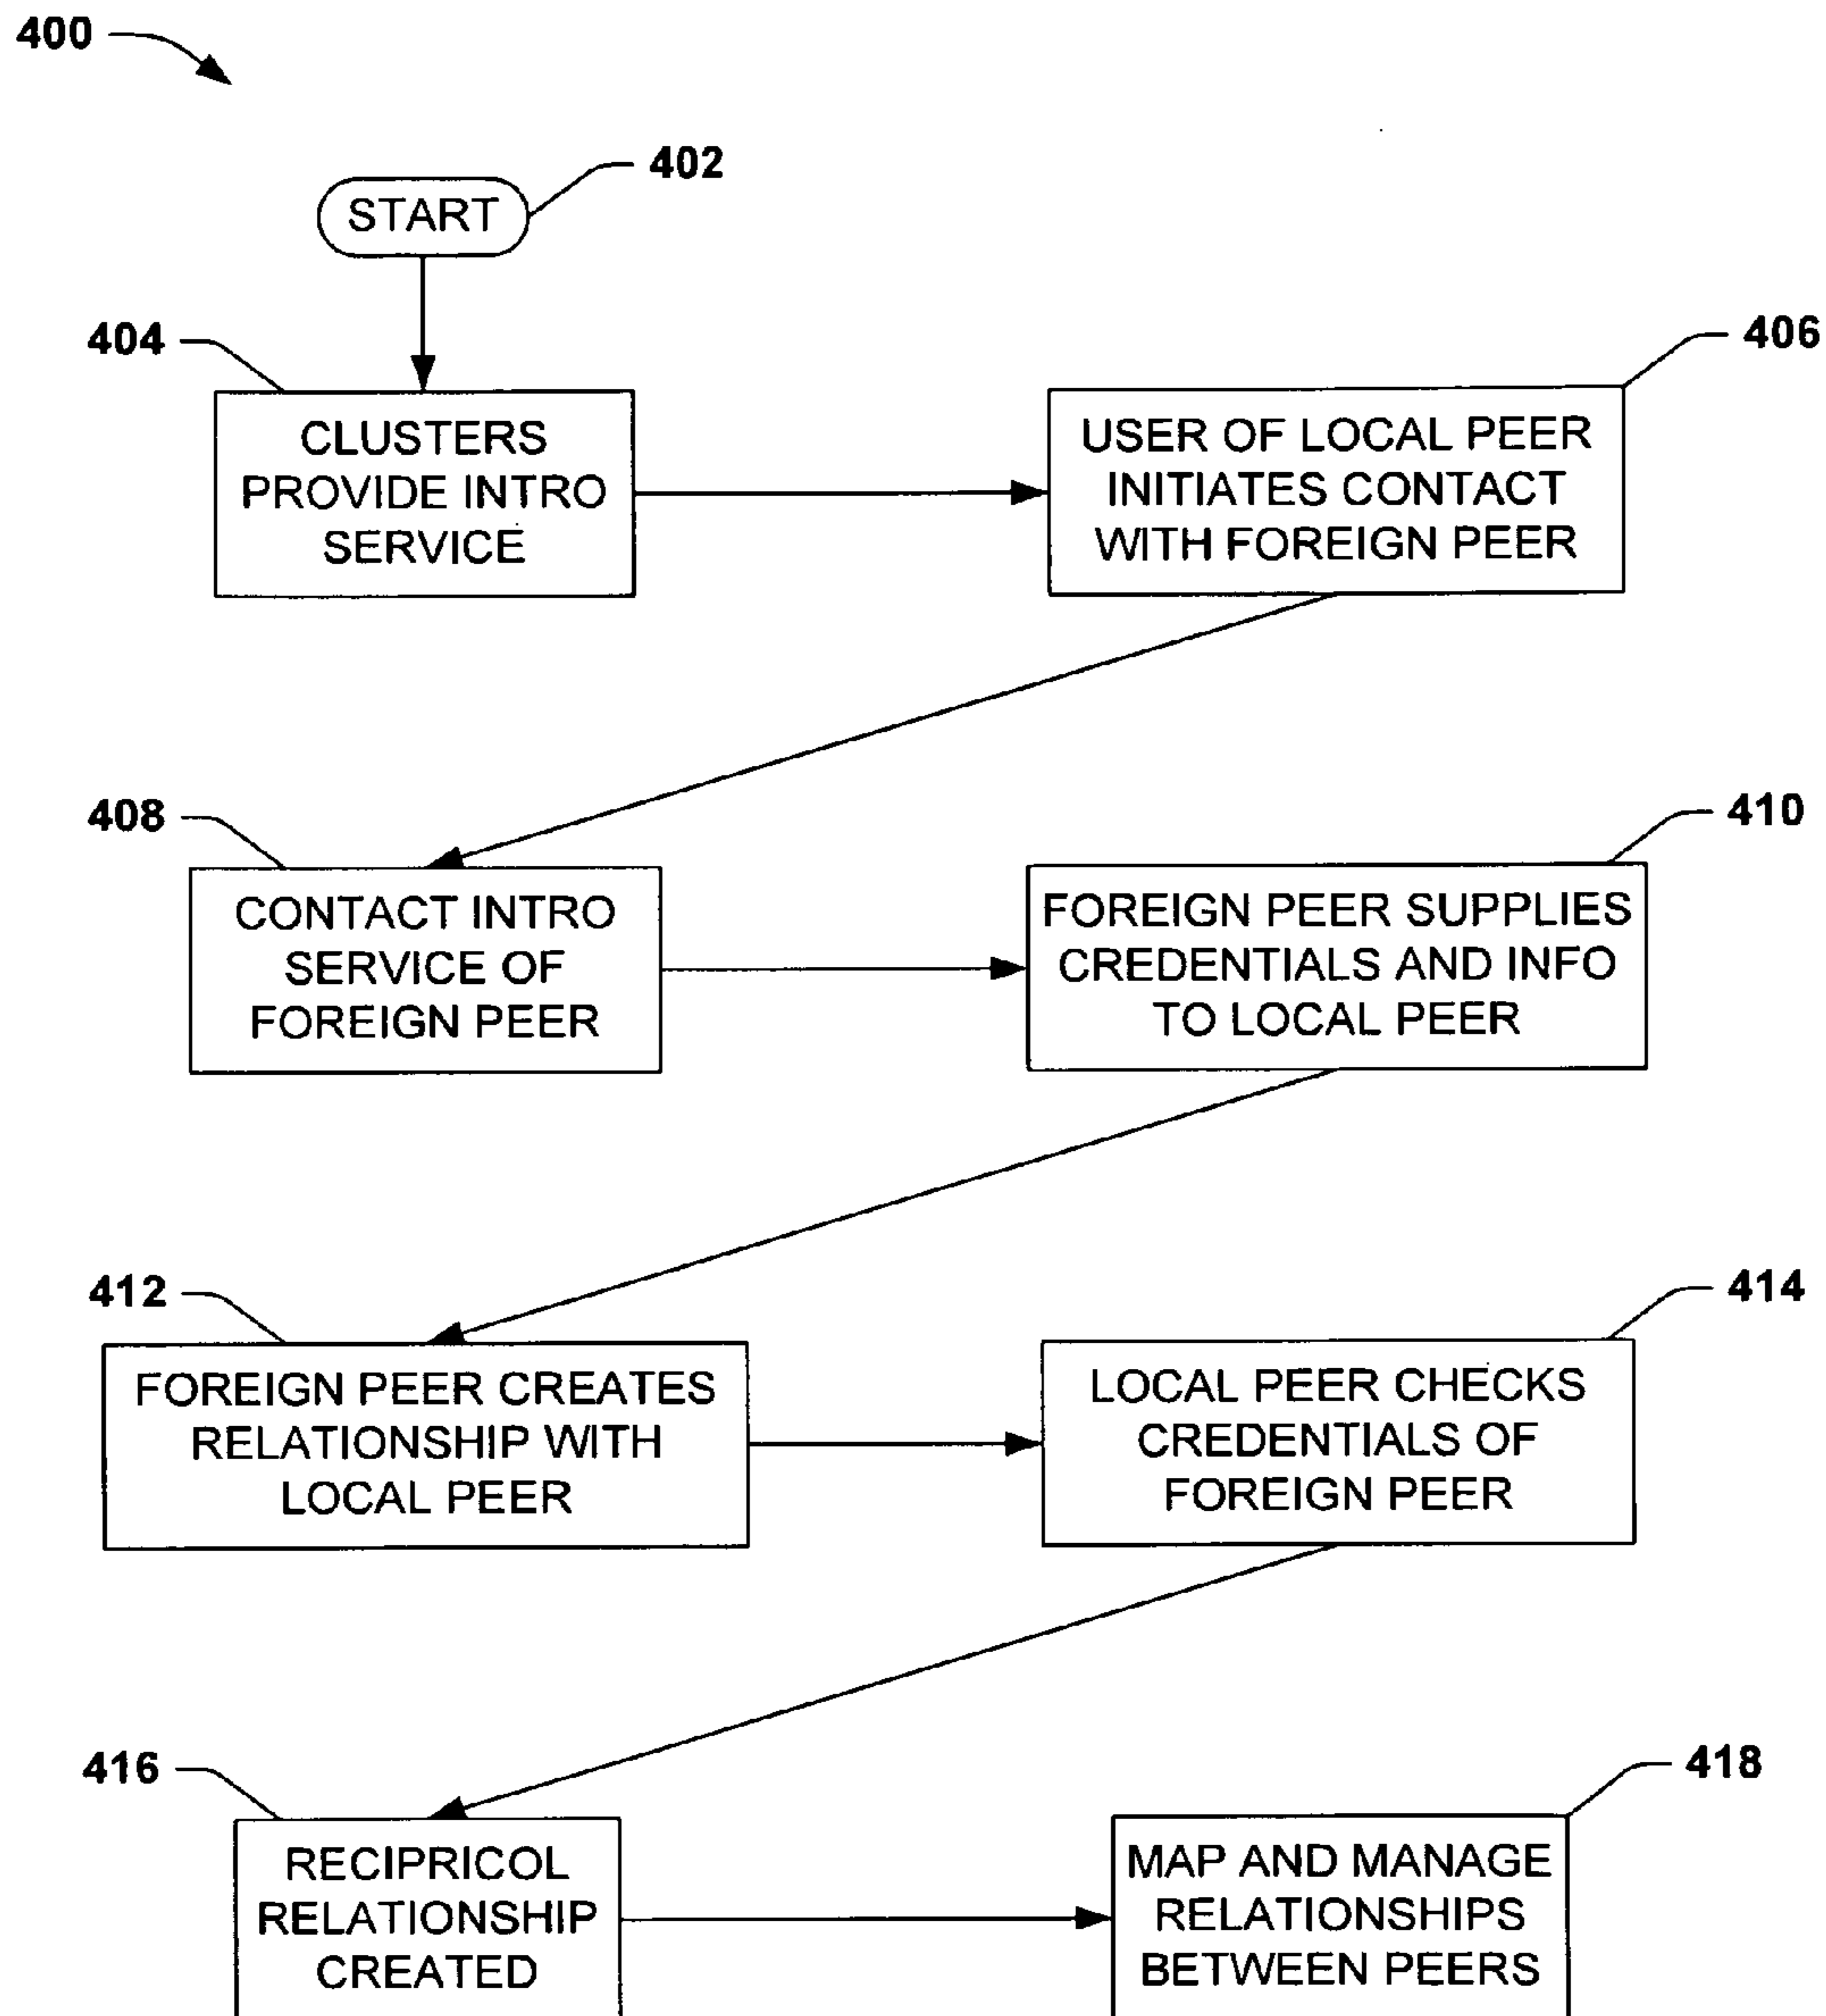 400
402
START
404
CLUSTERS
PROVIDE INTRO
SERVICE
406
USER OF LOCAL PEER
INITIATES CONTACT
WITH FOREIGN PEER
408
CONTACT INTRO
SERVICE OF
FOREIGN PEER
410
FOREIGN PEER SUPPLIES
CREDENTIALS AND INFO
TO LOCAL PEER
412
FOREIGN PEER CREATES
RELATIONSHIP WITH
LOCAL PEER
414
LOCAL PEER CHECKS
CREDENTIALS OF
FOREIGN PEER
416
RECIPRICOL
RELATIONSHIP
CREATED
418
MAP AND MANAGE
RELATIONSHIPS
BETWEEN PEERS